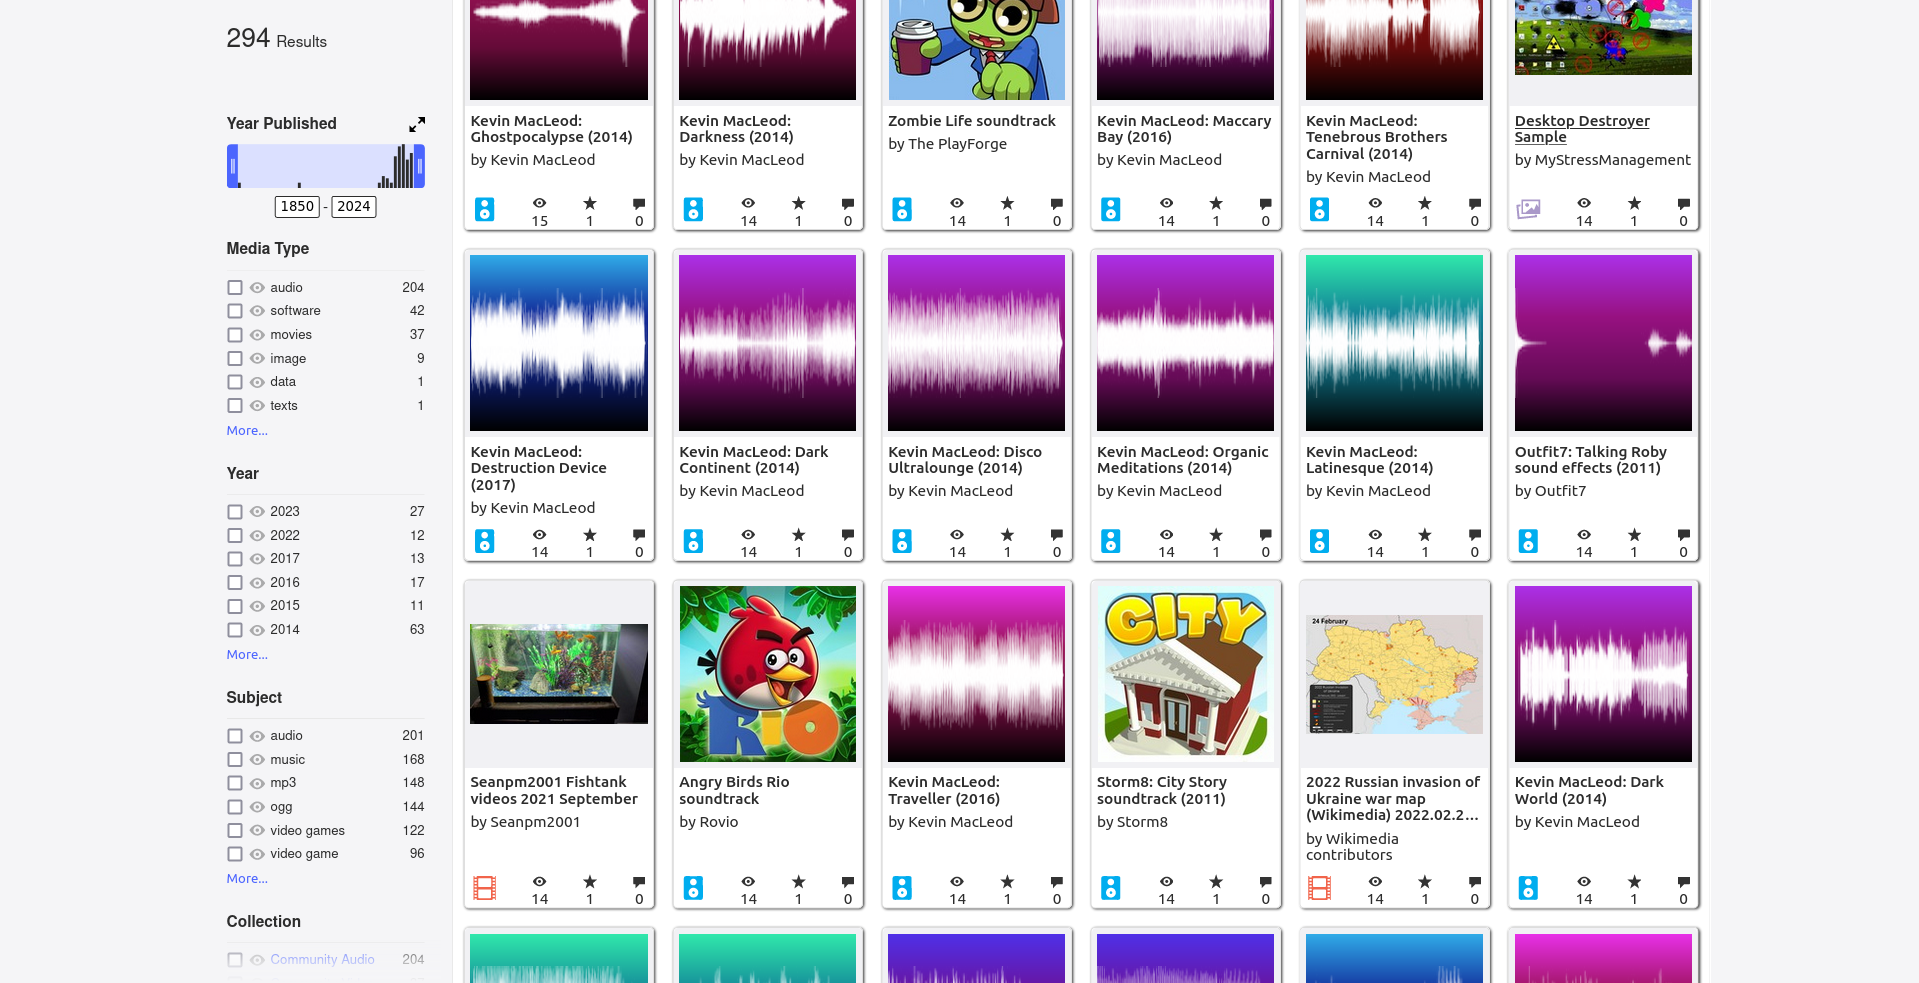 294 Results
Year Published
1850 - 2024
Media Type
audio 204
software 42
movies 37
image 9
data 1
texts 1
More...
Year
2023 27
2022 12
2017 13
2016 17
2015 11
2014 63
More...
Subject
audio 201
music 168
mp3 148
ogg 144
video games 122
video game 96
More...
Collection
Community Audio 204
Kevin MacLeod:
Ghostpocalypse (2014)
by Kevin MacLeod
15 1 0
Kevin MacLeod:
Darkness (2014)
by Kevin MacLeod
14 1 0
Zombie Life soundtrack
by The PlayForge
14 1 0
Kevin MacLeod: Maccary
Bay (2016)
by Kevin MacLeod
14 1 0
Kevin MacLeod:
Tenebrous Brothers
Carnival (2014)
by Kevin MacLeod
14 1 0
Desktop Destroyer
Sample
by MyStressManagement
14 1 0
Kevin MacLeod:
Destruction Device
(2017)
by Kevin MacLeod
14 1 0
Kevin MacLeod: Dark
Continent (2014)
by Kevin MacLeod
14 1 0
Kevin MacLeod: Disco
Ultralounge (2014)
by Kevin MacLeod
14 1 0
Kevin MacLeod: Organic
Meditations (2014)
by Kevin MacLeod
14 1 0
Kevin MacLeod:
Latinesque (2014)
by Kevin MacLeod
14 1 0
Outfit7: Talking Roby
sound effects (2011)
by Outfit7
14 1 0
Seanpm2001 Fishtank
videos 2021 September
by Seanpm2001
14 1 0
RIO
Angry Birds Rio
soundtrack
by Rovio
14 1 0
Kevin MacLeod:
Traveller (2016)
by Kevin MacLeod
14 1 0
CITY
Storm8: City Story
soundtrack (2011)
by Storm8
14 1 0
24 February
2022 Russian invasion of
Ukraine war map
(Wikimedia) 2022.02.2...
by Wikimedia
contributors
14 1 0
Kevin MacLeod: Dark
World (2014)
by Kevin MacLeod
14 1 0